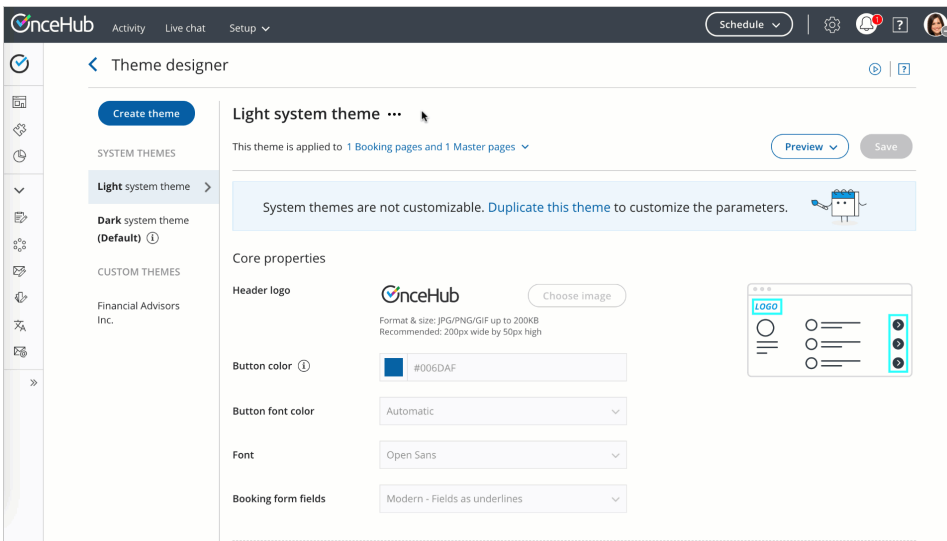 OnceHub
Activity
Live chat
Setup
Schedule
1
?
Theme designer
?
Create theme
SYSTEM THEMES
Light system theme
Dark system theme
(Default) i
CUSTOM THEMES
Financial Advisors
Inc.
Light system theme ...
This theme is applied to 1 Booking pages and 1 Master pages
Preview
Save
System themes are not customizable. Duplicate this theme to customize the parameters.
Core properties
Header logo
OnceHub
Choose image
Format & size: JPG/PNG/GIF up to 200KB
Recommended: 200px wide by 50px high
LOGO
Button color i
#006DAF
Button font color
Automatic
Font
Open Sans
Booking form fields
Modern - Fields as underlines